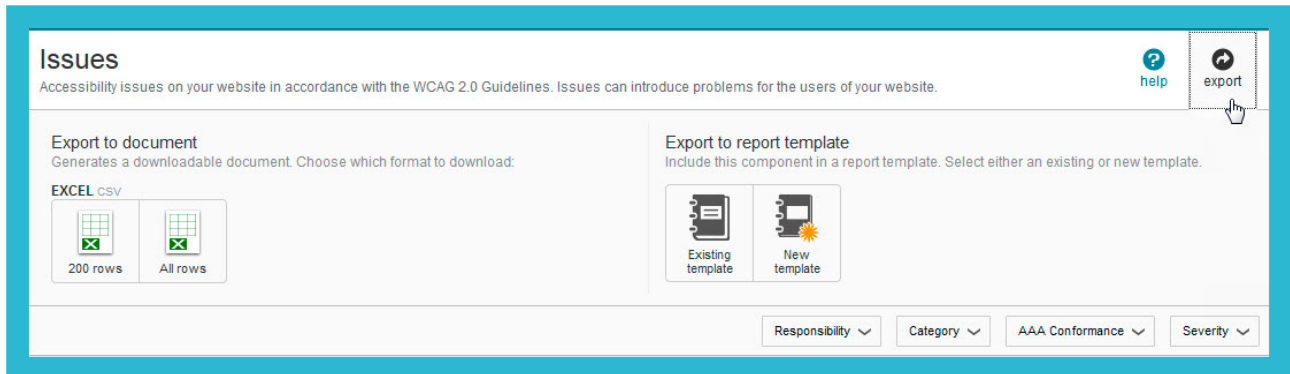 Issues
Accessibility issues on your website in accordance with the WCAG 2.0 Guidelines. Issues can introduce problems for the users of your website.
help
export
Export to document
Generates a downloadable document. Choose which format to download:
EXCEL CSV
200 rows
All rows
Export to report template
Include this component in a report template. Select either an existing or new template.
Existing
template
New
template
Responsibility
Category
AAA Conformance
Severity